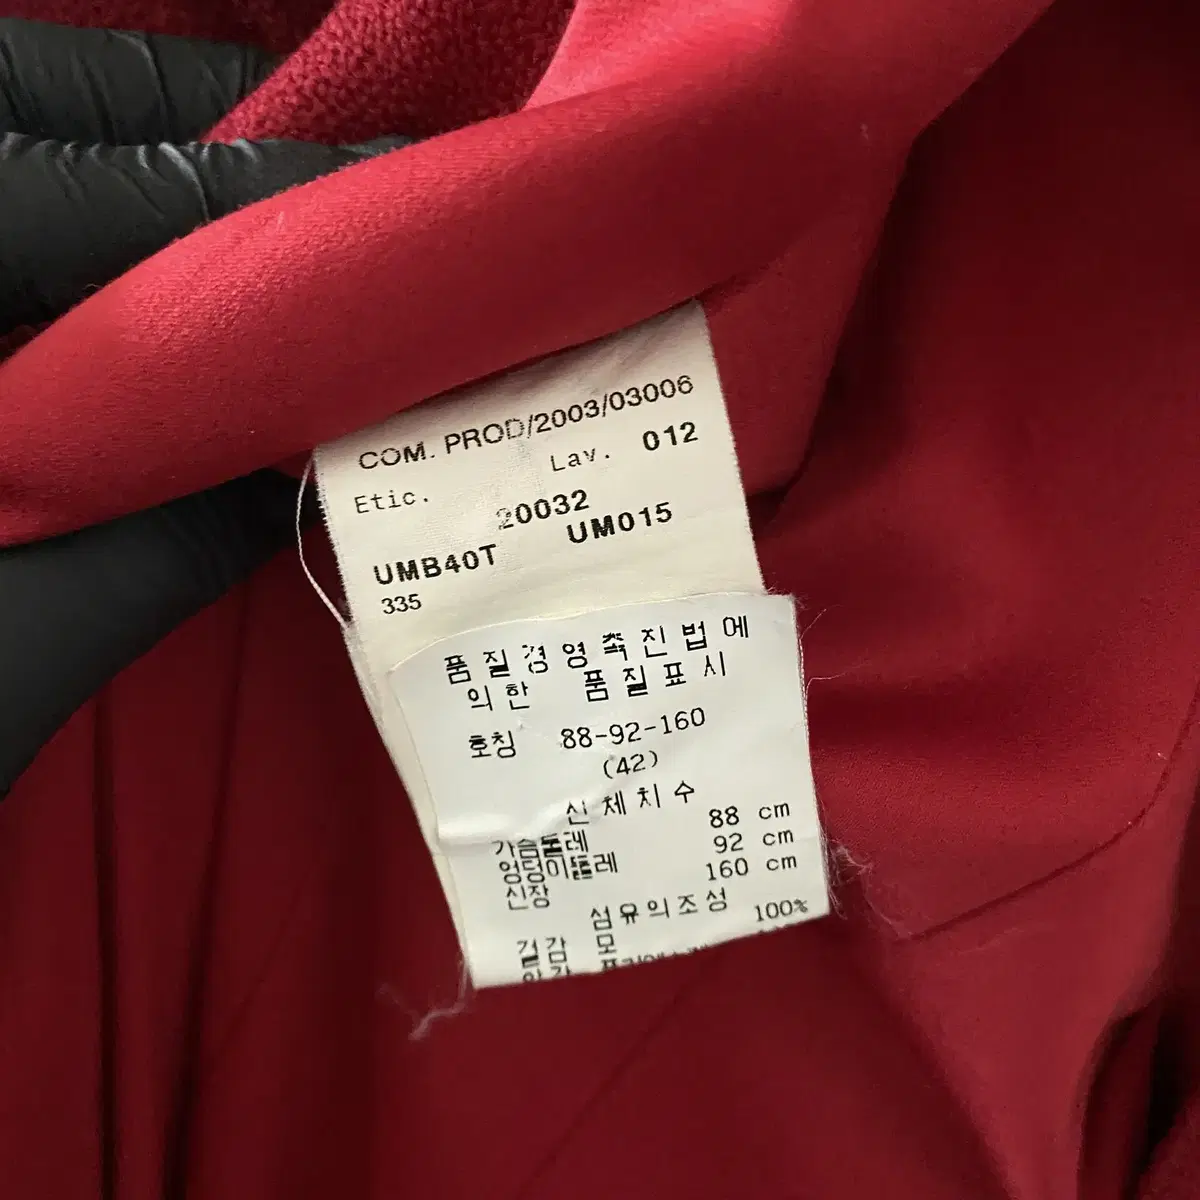 COM. PROD/2003/03006
Etic. Lav. 012
20032
UMB40T UM015
335
품질경영촉진법에
의한 품질표시
호칭 88-92-160
(42)
신체치수
가슴둘레 88 cm
엉덩이둘레 92 cm
신장 160 cm
섬유의조성
겉감 모 100%